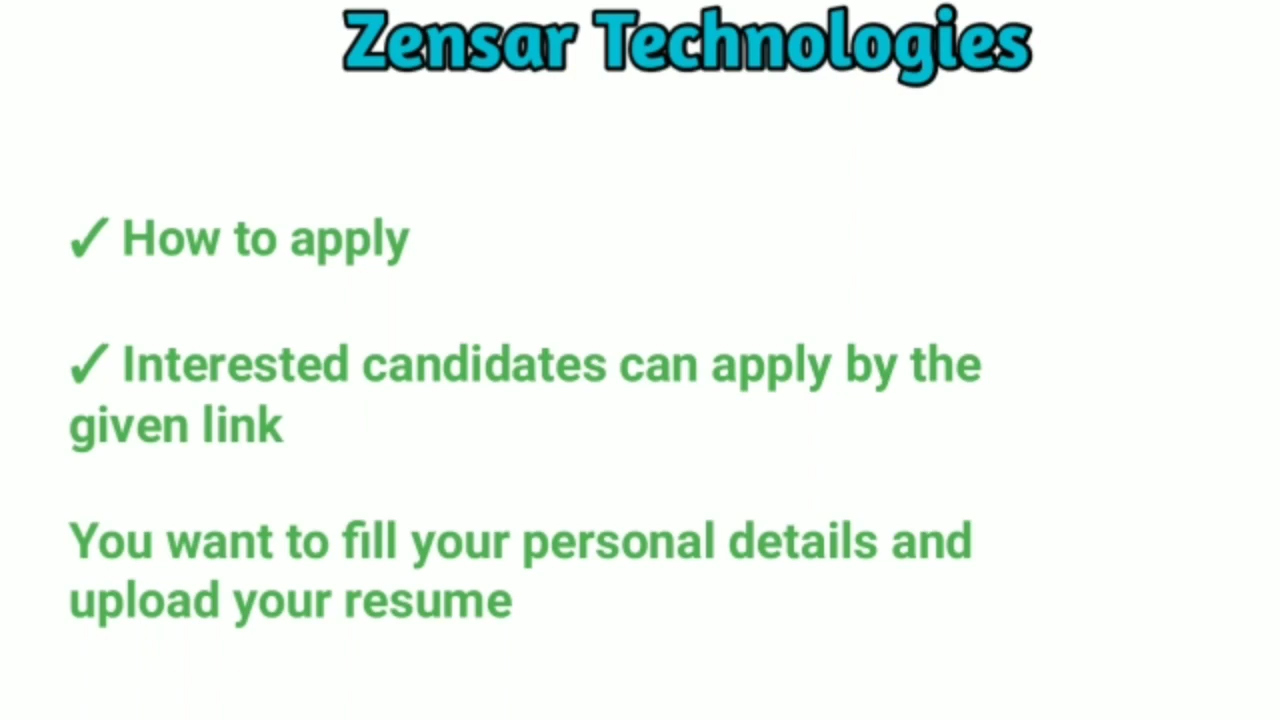 Zensar Technologies
✓ How to apply
✓ Interested candidates can apply by the
given link
You want to fill your personal details and
upload your resume